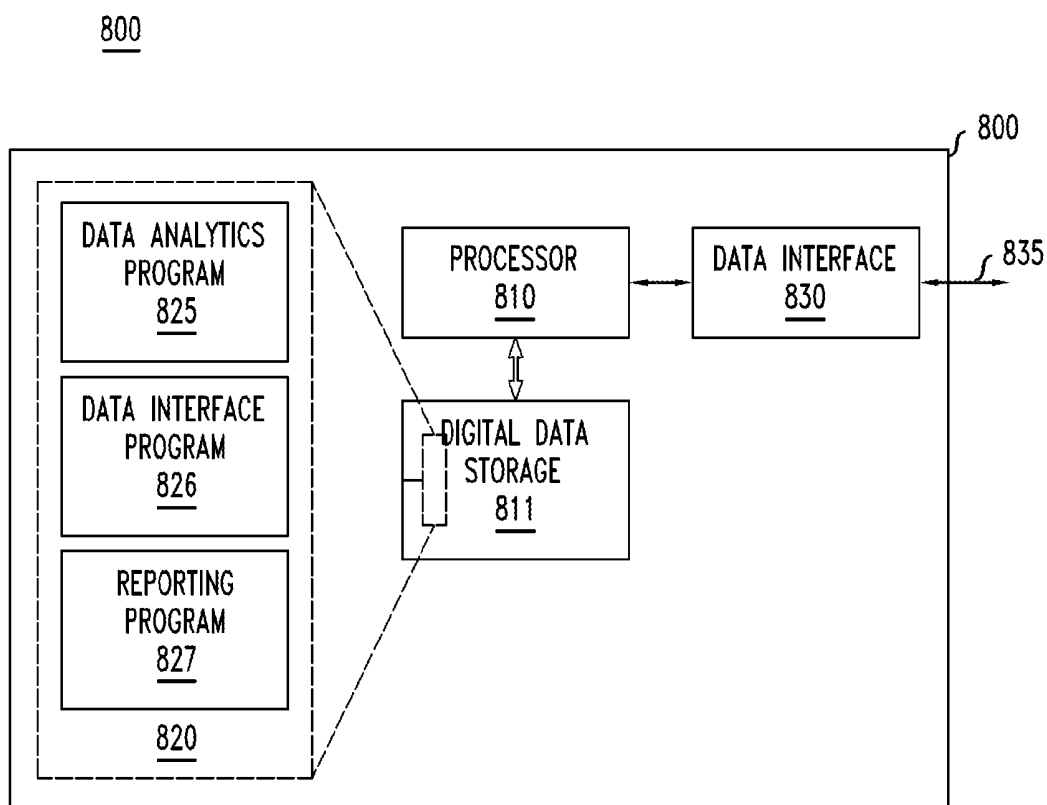 800
800
DATA ANALYTICS
PROGRAM
825
DATA INTERFACE
PROGRAM
826
REPORTING
PROGRAM
827
820
PROCESSOR
810
DATA INTERFACE
830
835
DIGITAL DATA
STORAGE
811